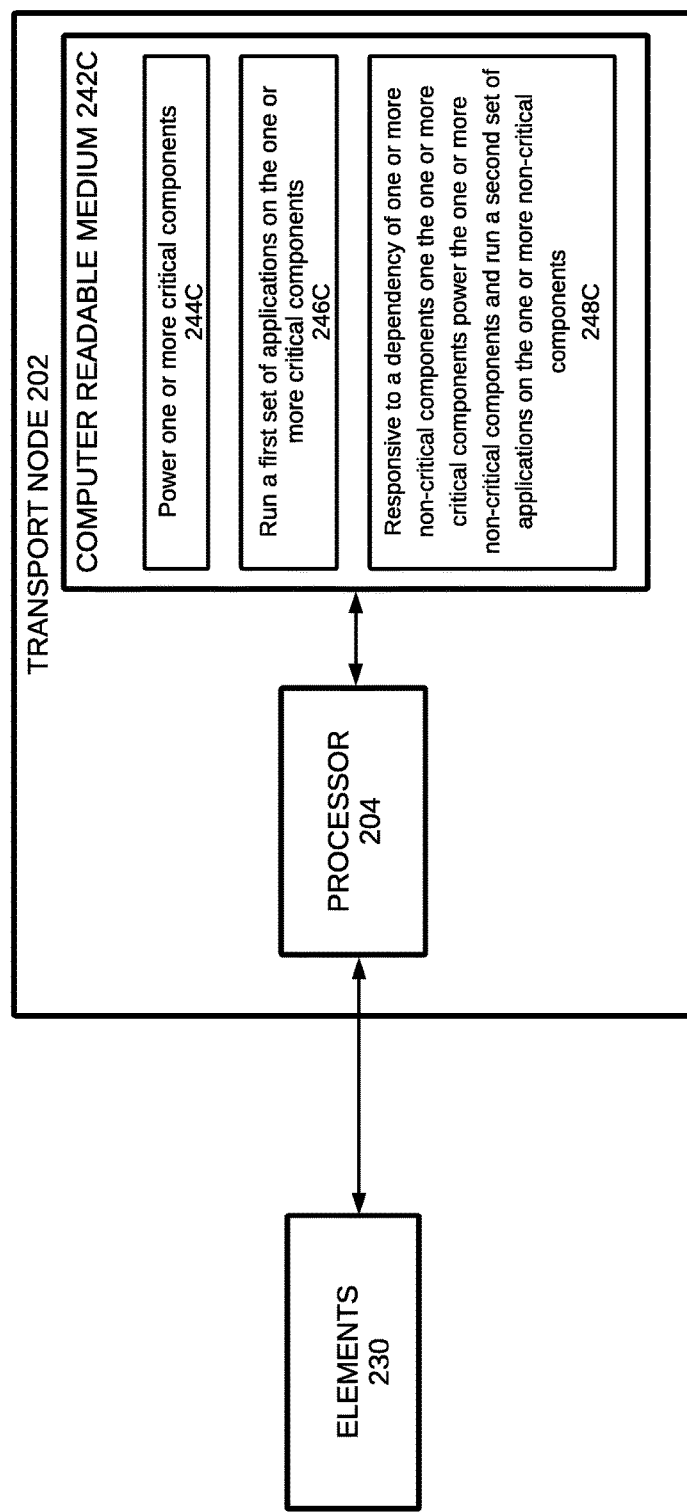 TRANSPORT NODE 202
COMPUTER READABLE MEDIUM 242C
Power one or more critical components
244C
Run a first set of applications on the one or
more critical components
246C
Responsive to a dependency of one or more
non-critical components one the one or more
critical components power the one or more
non-critical components and run a second set of
applications on the one or more non-critical
components
248C
PROCESSOR
204
ELEMENTS
230